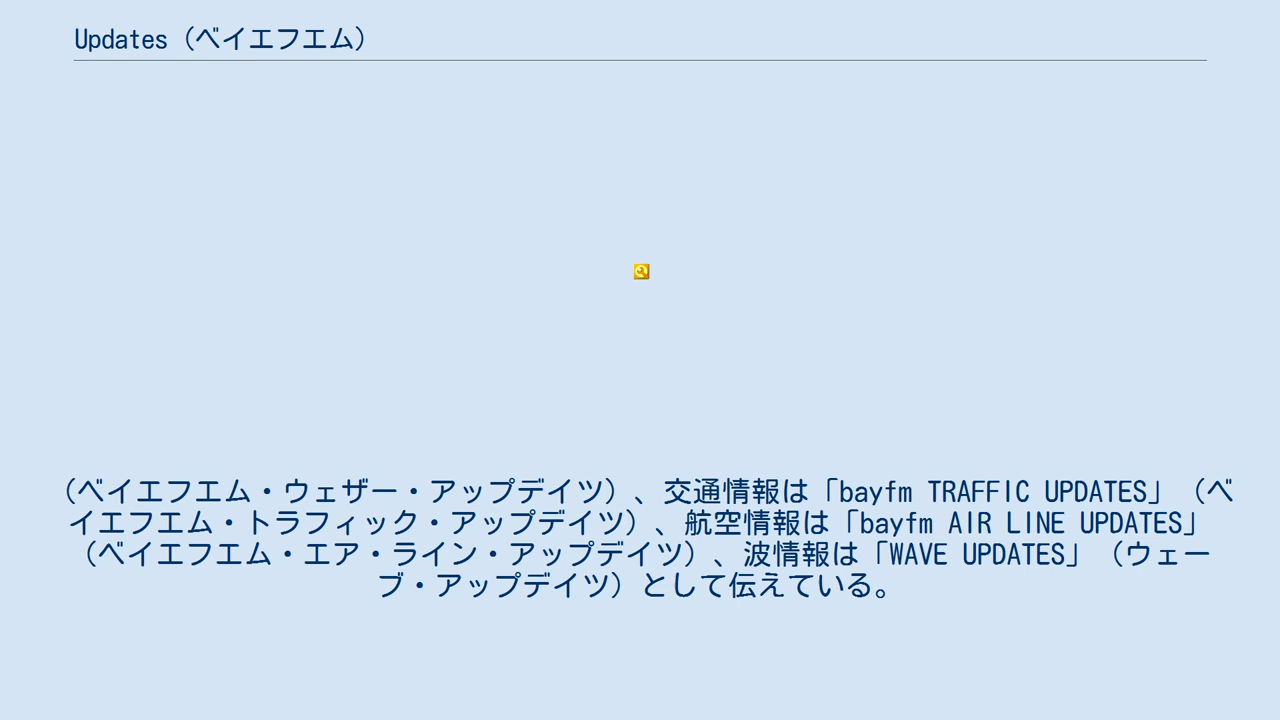 Updates（ベイエフエム）
（ベイエフエム・ウェザー・アップデイツ）、交通情報は「bayfm TRAFFIC UPDATES」（ベ
イエフエム・トラフィック・アップデイツ）、航空情報は「bayfm AIR LINE UPDATES」
（ベイエフエム・エア・ライン・アップデイツ）、波情報は「WAVE UPDATES」（ウェー
ブ・アップデイツ）として伝えている。